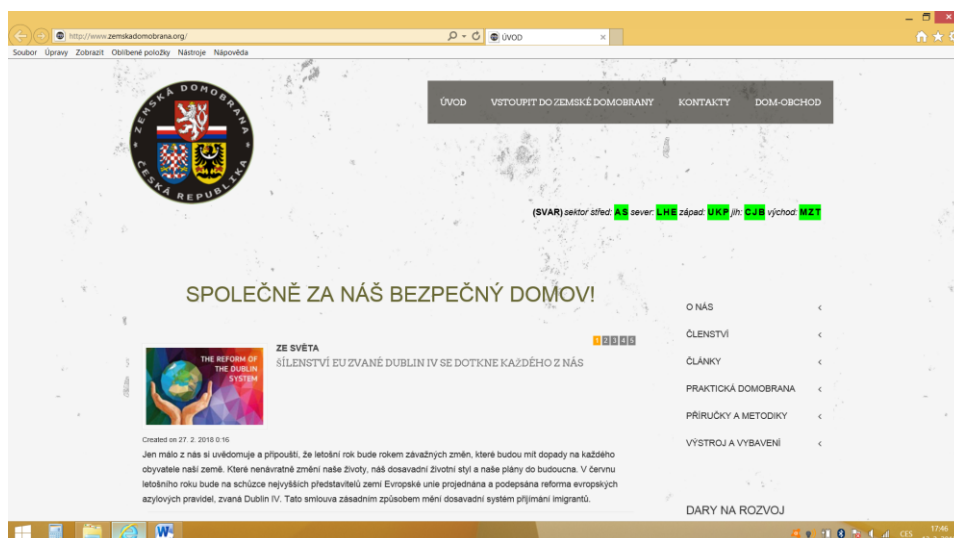 http://www.zemskadomobrana.org/
ÚVOD
Soubor Úpravy Zobrazit Oblíbené položky Nástroje Nápověda
ZEMSKÁ DOMOBRANA
ČESKÁ REPUBLIKA
ÚVOD VSTOUPIT DO ZEMSKÉ DOMOBRANY KONTAKTY DOM-OBCHOD
(SVAR) sektor střed: AS sever: LHE západ: UKP jih: CJB východ: MZT
SPOLEČNĚ ZA NÁŠ BEZPEČNÝ DOMOV!
1 2 3 4 5
ZE SVĚTA
ŠÍLENSTVÍ EU ZVANÉ DUBLIN IV SE DOTKNE KAŽDÉHO Z NÁS
THE REFORM OF
THE DUBLIN
SYSTEM
Created on 27. 2. 2018 0:16
Jen málo z nás si uvědomuje a připouští, že letošní rok bude rokem závažných změn, které budou mít dopady na každého
obyvatele naší země. Které nenávratně změní naše životy, náš dosavadní životní styl a naše plány do budoucna. V červnu
letošního roku bude na schůzce nejvyšších představitelů zemí Evropské unie projednána a podepsána reforma evropských
azylových pravidel, zvaná Dublin IV. Tato smlouva zásadním způsobem mění dosavadní systém přijímání imigrantů.
O NÁS
ČLENSTVÍ
ČLÁNKY
PRAKTICKÁ DOMOBRANA
PŘÍRUČKY A METODIKY
VÝSTROJ A VYBAVENÍ
DARY NA ROZVOJ
CES 17:46